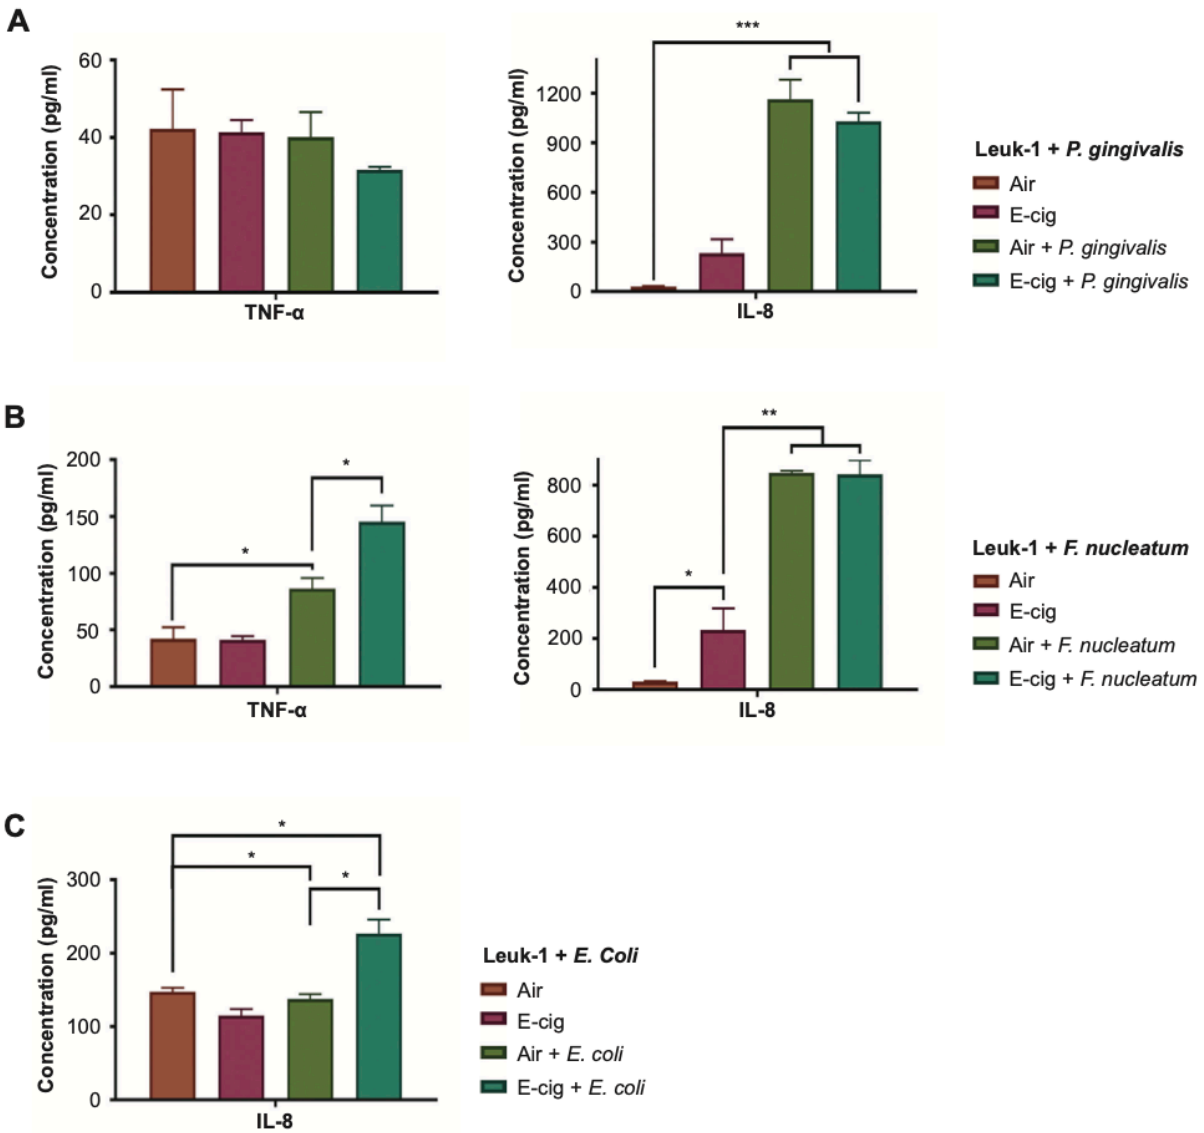 A
Concentration (pg/ml)
60
40
20
0
TNF-α
Concentration (pg/ml)
1200
900
600
300
0
***
IL-8
Leuk-1 + P. gingivalis
Air
E-cig
Air + P. gingivalis
E-cig + P. gingivalis
B
Concentration (pg/ml)
200
150
100
50
0
*
*
TNF-α
Concentration (pg/ml)
800
600
400
200
0
**
*
IL-8
Leuk-1 + F. nucleatum
Air
E-cig
Air + F. nucleatum
E-cig + F. nucleatum
C
Concentration (pg/ml)
300
200
100
0
*
*
*
IL-8
Leuk-1 + E. Coli
Air
E-cig
Air + E. coli
E-cig + E. coli